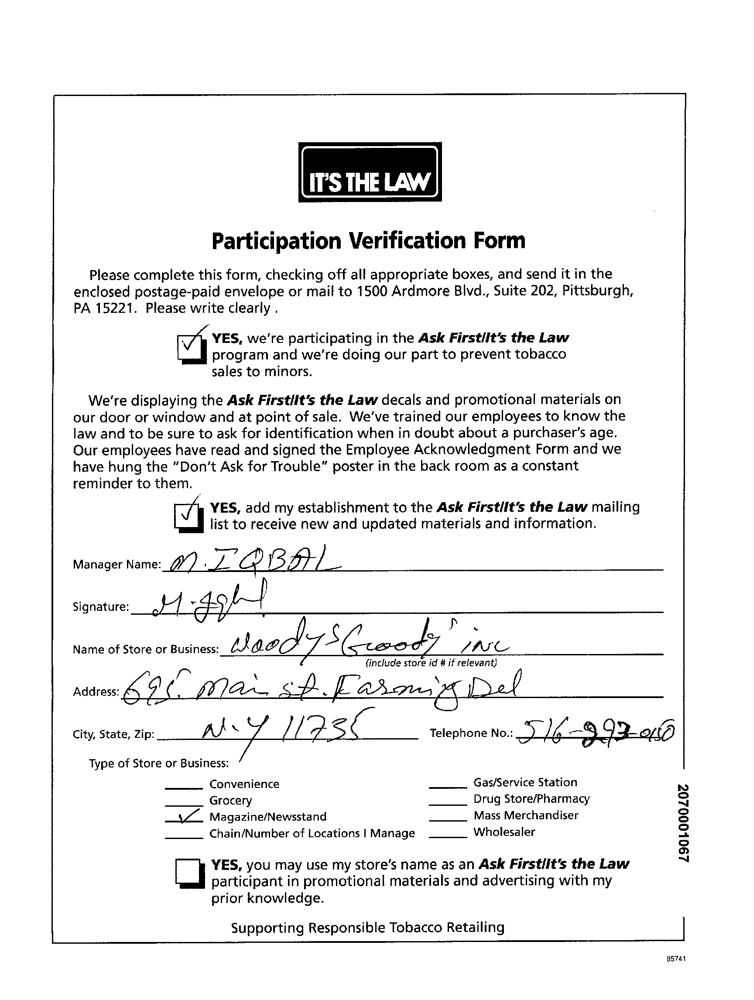 IT'S THE LAW
Participation Verification Form
Please complete this form, checking off all appropriate boxes, and send it in the
enclosed postage-paid envelope or mail to 1500 Ardmore Blvd., Suite 202, Pittsburgh,
PA 15221. Please write clearly .
YES, we're participating in the Ask First/It's the Law
program and we're doing our part to prevent tobacco
sales to minors.
We're displaying the Ask First/It's the Law decals and promotional materials on
our door or window and at point of sale. We've trained our employees to know the
law and to be sure to ask for identification when in doubt about a purchaser's age.
Our employees have read and signed the Employee Acknowledgment Form and we
have hung the "Don't Ask for Trouble" poster in the back room as a constant
reminder to them.
YES, add my establishment to the Ask First/It's the Law mailing
list to receive new and updated materials and information.
Manager Name: M. IQBAL
Signature:
Name of Store or Business: Woody's Goody's inc
(include store id # if relevant)
Address: Main st. Farming Del
City, State, Zip: N.Y 11735 Telephone No.: 516-293-0150
Type of Store or Business:
Convenience Gas/Service Station
Grocery Drug Store/Pharmacy
Magazine/Newsstand Mass Merchandiser
Chain/Number of Locations I Manage Wholesaler
YES, you may use my store's name as an Ask First/It's the Law
participant in promotional materials and advertising with my
prior knowledge.
Supporting Responsible Tobacco Retailing
2070001067
85741